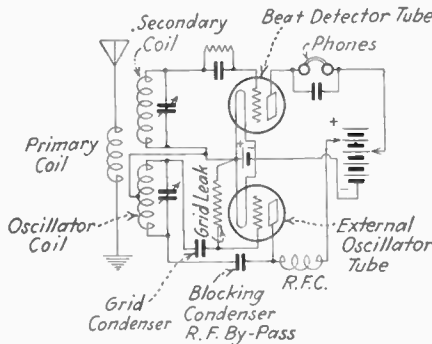 Secondary
Coil
Beat Detector Tube
Phones
Primary
Coil
+
+
-
Grid Leak
Oscillator
Coil
External
Oscillator
Tube
R.F.C.
Grid
Condenser
Blocking
Condenser
R.F. By-Pass